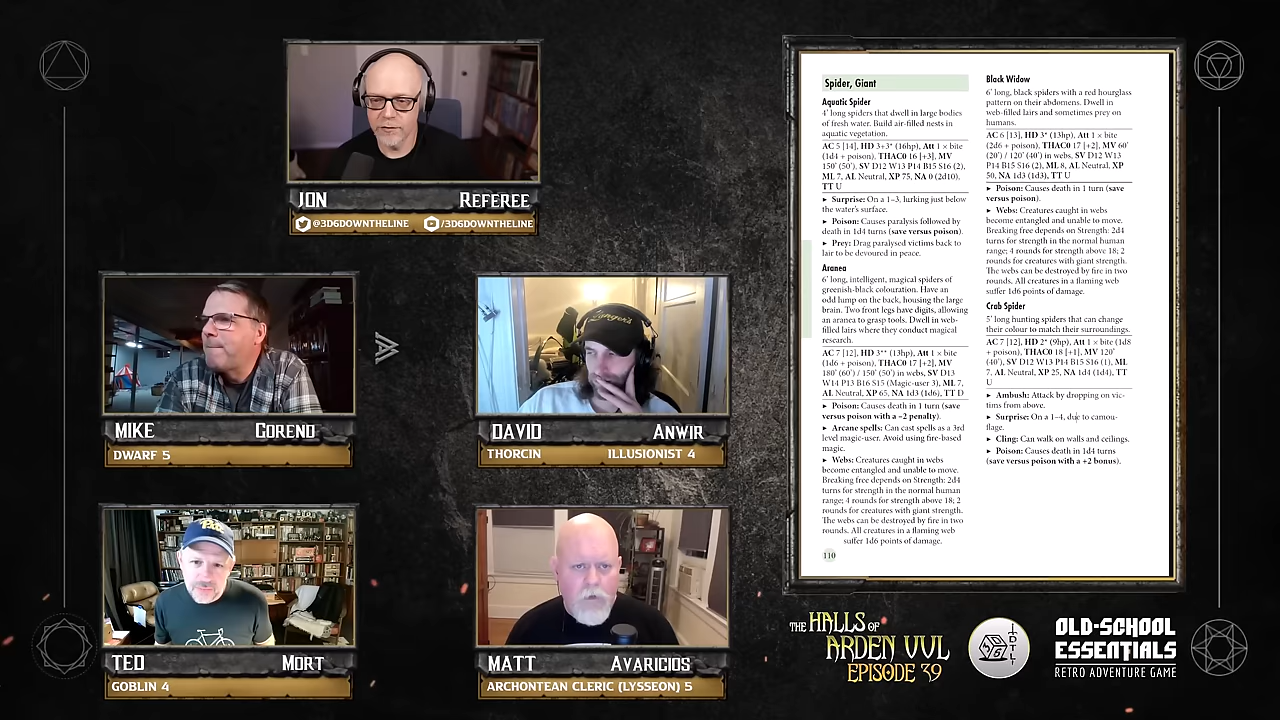 JON REFEREE
@3D6DOWNTHELINE /3D6DOWNTHELINE
MIKE COREND
DWARF 5
DAVID ANWIR
THORCIN ILLUSIONIST 4
TED MORT
GOBLIN 4
MATT AVARICIOS
ARCHONTEAN CLERIC (LYSSEON) 5
Spider, Giant
Aquatic Spider
4' long spiders that dwell in large bodies
of fresh water. Build air-filled nests in
aquatic vegetation.
AC 5 [14], HD 3+3* (16hp), Att 1 × bite
(1d4 + poison), THAC0 16 [+3], MV
150' (50'), SV D12 W13 P14 B15 S16 (2),
ML 7, AL Neutral, XP 75, NA 0 (2d10),
TT U
► Surprise: On a 1–3, lurking just below
the water's surface.
► Poison: Causes paralysis followed by
death in 1d4 turns (save versus poison).
► Prey: Drag paralysed victims back to
lair to be devoured in peace.
Aranea
6' long, intelligent, magical spiders of
greenish-black colouration. Have an
odd lump on the back, housing the large
brain. Two front legs have digits, allowing
an aranea to grasp tools. Dwell in web-
filled lairs where they conduct magical
research.
AC 7 [12], HD 3** (13hp), Att 1 × bite
(1d6 + poison), THAC0 17 [+2], MV
180' (60') / 150' (50') in webs, SV D13
W14 P13 B16 S15 (Magic-user 3), ML 7,
AL Neutral, XP 65, NA 1d3 (1d6), TT D
► Poison: Causes death in 1 turn (save
versus poison with a –2 penalty).
► Arcane spells: Can cast spells as a 3rd
level magic-user. Avoid using fire-based
magic.
► Webs: Creatures caught in webs
become entangled and unable to move.
Breaking free depends on Strength: 2d4
turns for strength in the normal human
range; 4 rounds for strength above 18; 2
rounds for creatures with giant strength.
The webs can be destroyed by fire in two
rounds. All creatures in a flaming web
suffer 1d6 points of damage.
110
Black Widow
6' long, black spiders with a red hourglass
pattern on their abdomens. Dwell in
web-filled lairs and sometimes prey on
humans.
AC 6 [13], HD 3* (13hp), Att 1 × bite
(2d6 + poison), THAC0 17 [+2], MV 60'
(20') / 120' (40') in webs, SV D12 W13
P14 B15 S16 (2), ML 8, AL Neutral, XP
50, NA 1d3 (1d3), TT U
► Poison: Causes death in 1 turn (save
versus poison).
► Webs: Creatures caught in webs
become entangled and unable to move.
Breaking free depends on Strength: 2d4
turns for strength in the normal human
range; 4 rounds for strength above 18; 2
rounds for creatures with giant strength.
The webs can be destroyed by fire in two
rounds. All creatures in a flaming web
suffer 1d6 points of damage.
Crab Spider
5' long hunting spiders that can change
their colour to match their surroundings.
AC 7 [12], HD 2* (9hp), Att 1 × bite (1d8
+ poison), THAC0 18 [+1], MV 120'
(40'), SV D12 W13 P14 B15 S16 (1), ML
7, AL Neutral, XP 25, NA 1d4 (1d4), TT
U
► Ambush: Attack by dropping on vic-
tims from above.
► Surprise: On a 1–4, due to camou-
flage.
► Cling: Can walk on walls and ceilings.
► Poison: Causes death in 1d4 turns
(save versus poison with a +2 bonus).
THE HALLS OF
ARDEN VUL
EPISODE 39
OLD-SCHOOL
ESSENTIALS
RETRO ADVENTURE GAME